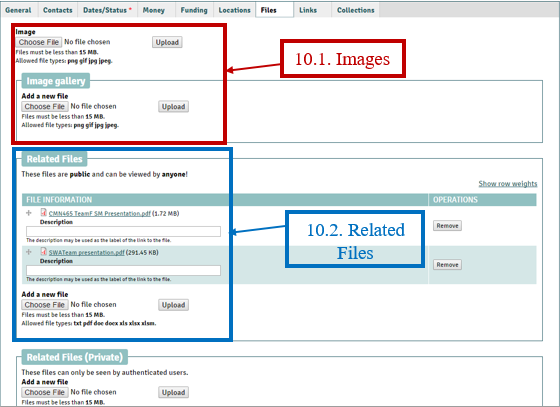 General Contacts Dates/Status * Money Funding Locations Files Links Collections
Image
Choose File No file chosen Upload
Files must be less than 15 MB.
Allowed file types: png gif jpg jpeg.
10.1. Images
Image gallery
Add a new file
Choose File No file chosen Upload
Files must be less than 15 MB.
Allowed file types: png gif jpg jpeg.
Related Files
These files are public and can be viewed by anyone!
Show row weights
FILE INFORMATION OPERATIONS
CMN465 TeamF SM Presentation.pdf (1.72 MB)
Description
Remove
The description may be used as the label of the link to the file.
10.2. Related
Files
SWATeam presentation.pdf (291.45 KB)
Description
Remove
The description may be used as the label of the link to the file.
Add a new file
Choose File No file chosen Upload
Files must be less than 15 MB.
Allowed file types: txt pdf doc docx xls xlsx xlsm.
Related Files (Private)
These files can only be seen by authenticated users.
Add a new file
Choose File No file chosen Upload
Files must be less than 15 MB.